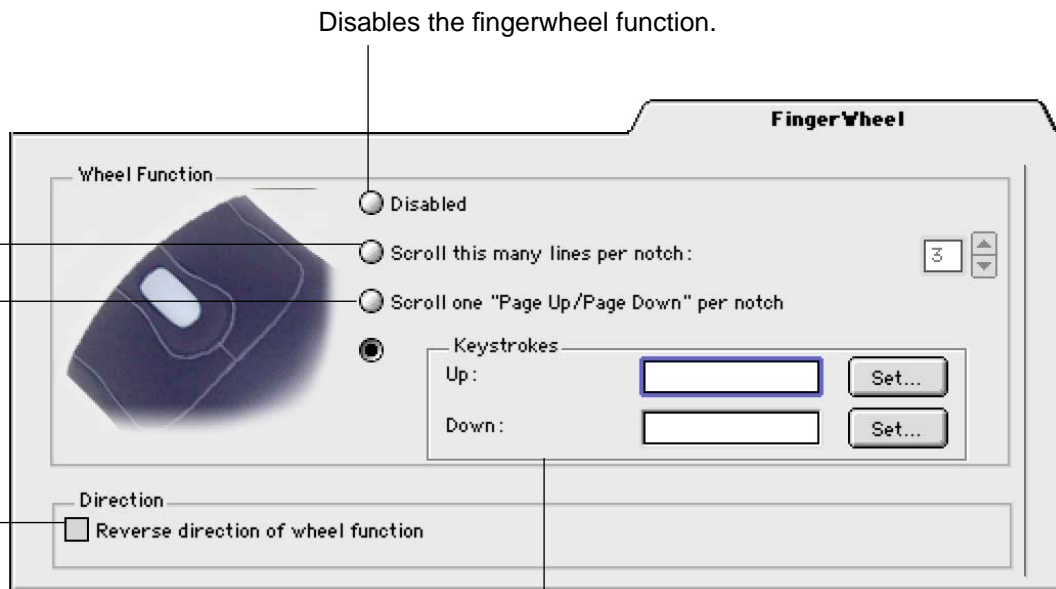 Disables the fingerwheel function.
FingerWheel
Wheel Function
Disabled
Scroll this many lines per notch:
3
Scroll one "Page Up/Page Down" per notch
Keystrokes
Up:
Set...
Down:
Set...
Direction
Reverse direction of wheel function